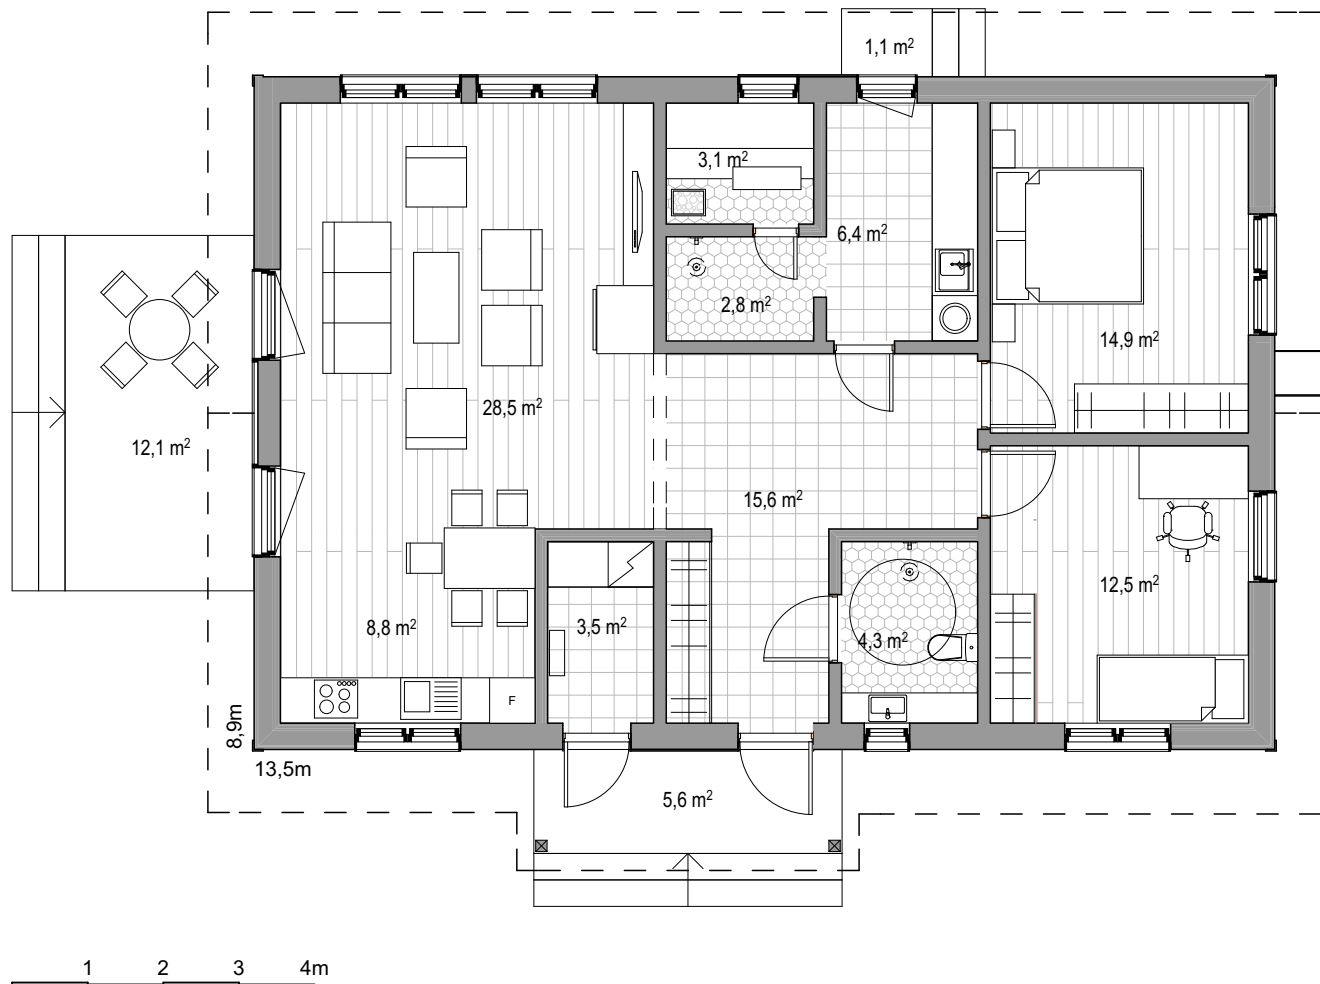 1,1 m²
3,1 m²
6,4 m²
2,8 m²
14,9 m²
28,5 m²
12,1 m²
15,6 m²
12,5 m²
8,8 m²
3,5 m²
4,3 m²
F
8,9m
13,5m
5,6 m²
1 2 3 4m